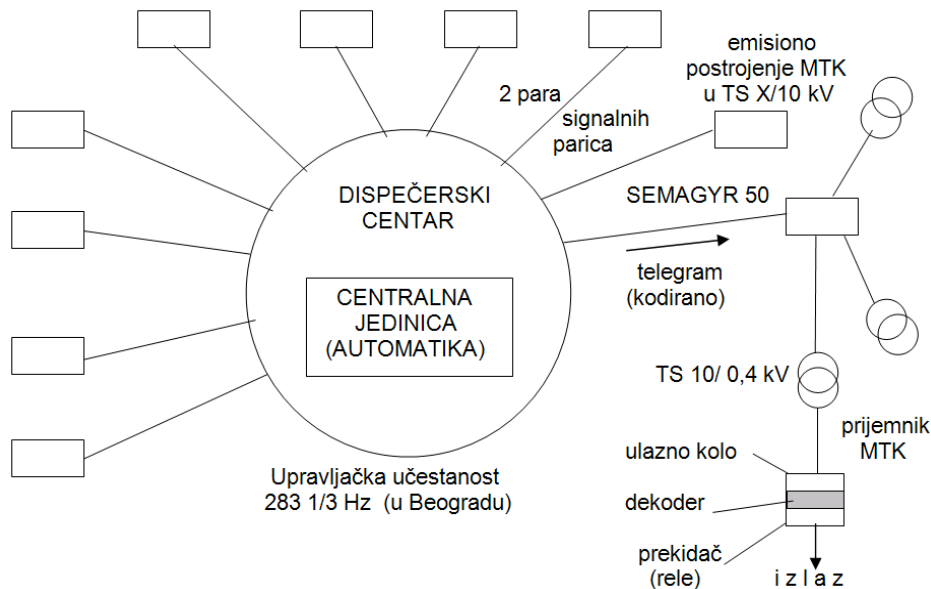 emisiono
postrojenje MTK
u TS X/10 kV
2 para
signalnih
parica
DISPEČERSKI
CENTAR
SEMAGYR 50
telegram
(kodirano)
CENTRALNA
JEDINICA
(AUTOMATIKA)
TS 10/ 0,4 kV
prijemnik
MTK
ulazno kolo
Upravljačka učestanost
283 1/3 Hz (u Beogradu)
dekoder
prekidač
(rele)
i z l a z